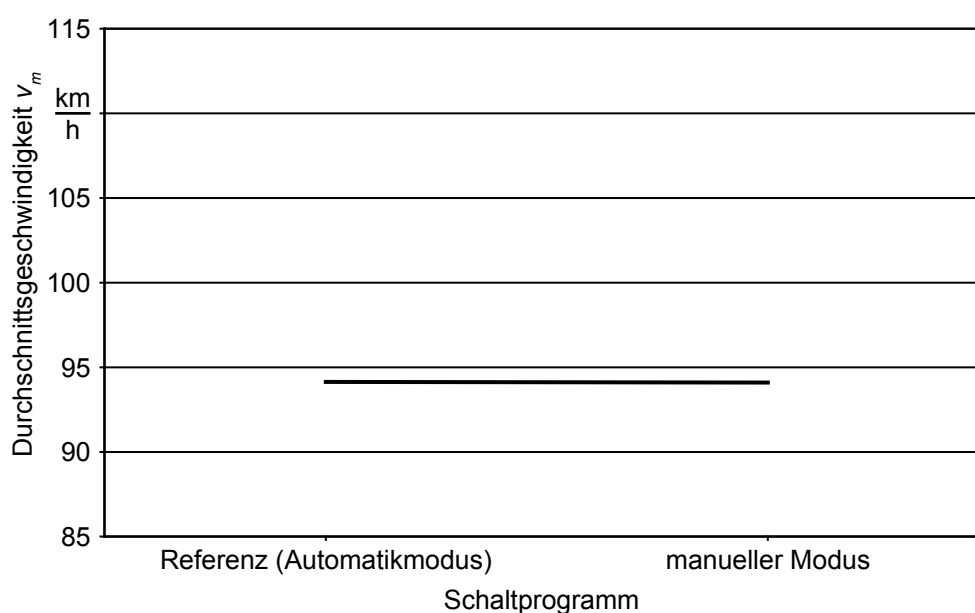 Durchschnittsgeschwindigkeit v_m
115
km
h
105
100
95
90
85
Referenz (Automatikmodus)
manueller Modus
Schaltprogramm